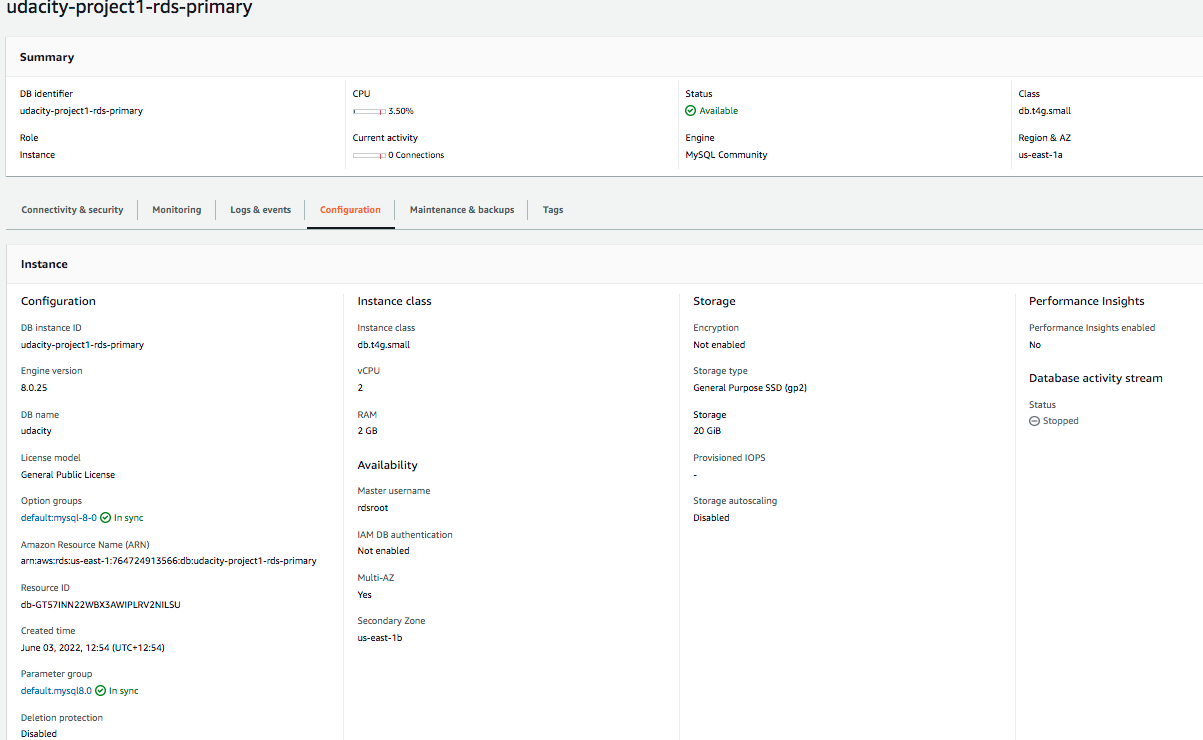 udacity-project1-rds-primary
Summary
DB identifier
udacity-project1-rds-primary
CPU
3.50%
Status
Available
Class
db.t4g.small
Role
Instance
Current activity
0 Connections
Engine
MySQL Community
Region & AZ
us-east-1a
Connectivity & security
Monitoring
Logs & events
Configuration
Maintenance & backups
Tags
Instance
Configuration
DB instance ID
udacity-project1-rds-primary
Engine version
8.0.25
DB name
udacity
License model
General Public License
Option groups
default:mysql-8-0 In sync
Amazon Resource Name (ARN)
arn:aws:rds:us-east-1:764724913566:db:udacity-project1-rds-primary
Resource ID
db-GT57INN22WBX3AWIPLRV2NILSU
Created time
June 03, 2022, 12:54 (UTC+12:54)
Parameter group
default.mysql8.0 In sync
Deletion protection
Disabled
Instance class
Instance class
db.t4g.small
vCPU
2
RAM
2 GB
Availability
Master username
rdsroot
IAM DB authentication
Not enabled
Multi-AZ
Yes
Secondary Zone
us-east-1b
Storage
Encryption
Not enabled
Storage type
General Purpose SSD (gp2)
Storage
20 GiB
Provisioned IOPS
-
Storage autoscaling
Disabled
Performance Insights
Performance Insights enabled
No
Database activity stream
Status
Stopped